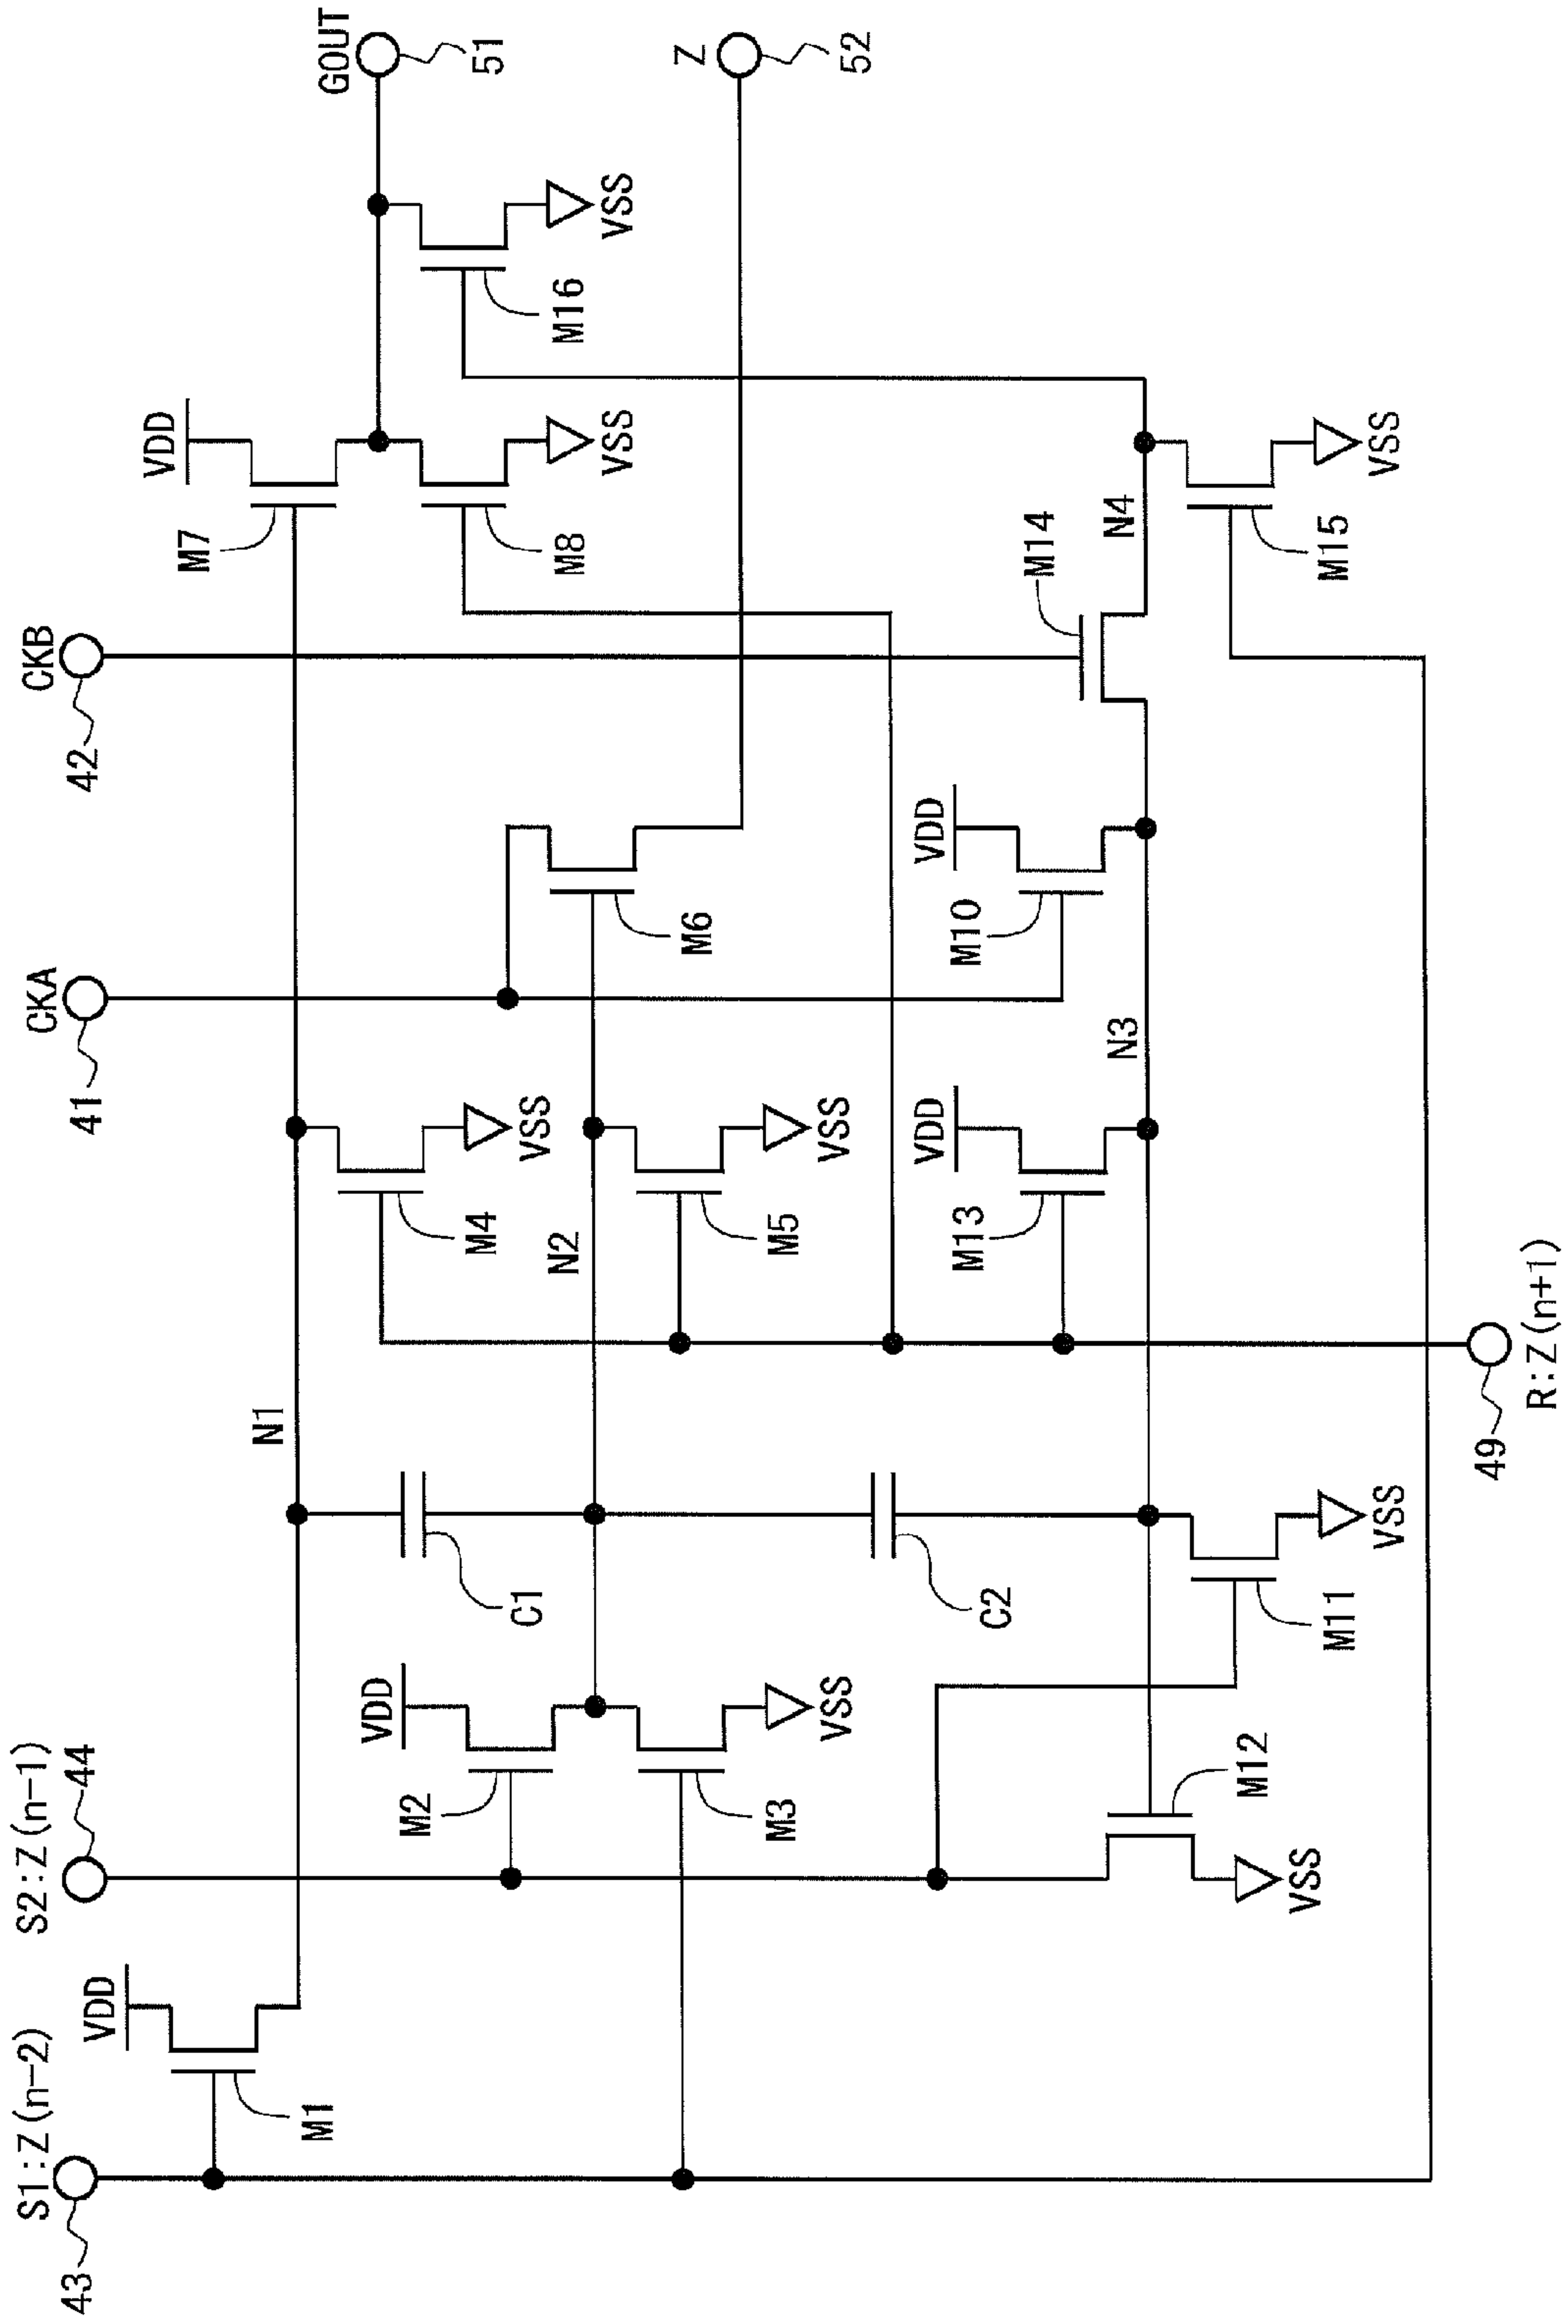 GOUT
51
Z
52
VSS
M16
VDD
M7
VSS
M8
VSS
N4
M14
M15
CKB
42
VDD
M6
M10
CKA
41
N3
VSS
VSS
VDD
M4
M5
M13
N2
R:Z(n+1)
49
N1
C1
C2
VSS
M11
VDD
VSS
M2
M3
M12
VSS
S2:Z(n-1)
44
VDD
M1
S1:Z(n-2)
43